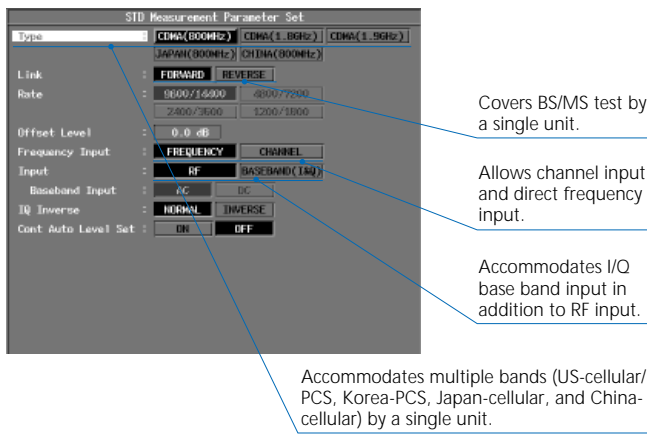 STD Measurement Parameter Set
Type : CDMA(800MHz) CDMA(1.8GHz) CDMA(1.9GHz)
JAPAN(800MHz) CHINA(800MHz)
Link : FORWARD REVERSE
Rate : 9600/14400 4800/7200
2400/3600 1200/1800
Offset Level : 0.0 dB
Frequency Input : FREQUENCY CHANNEL
Input : RF BASEBAND(I&Q)
Baseband Input : AC DC
IQ Inverse : NORMAL INVERSE
Cont Auto Level Set : ON OFF
Covers BS/MS test by
a single unit.
Allows channel input
and direct frequency
input.
Accommodates I/Q
base band input in
addition to RF input.
Accommodates multiple bands (US-cellular/
PCS, Korea-PCS, Japan-cellular, and China-
cellular) by a single unit.